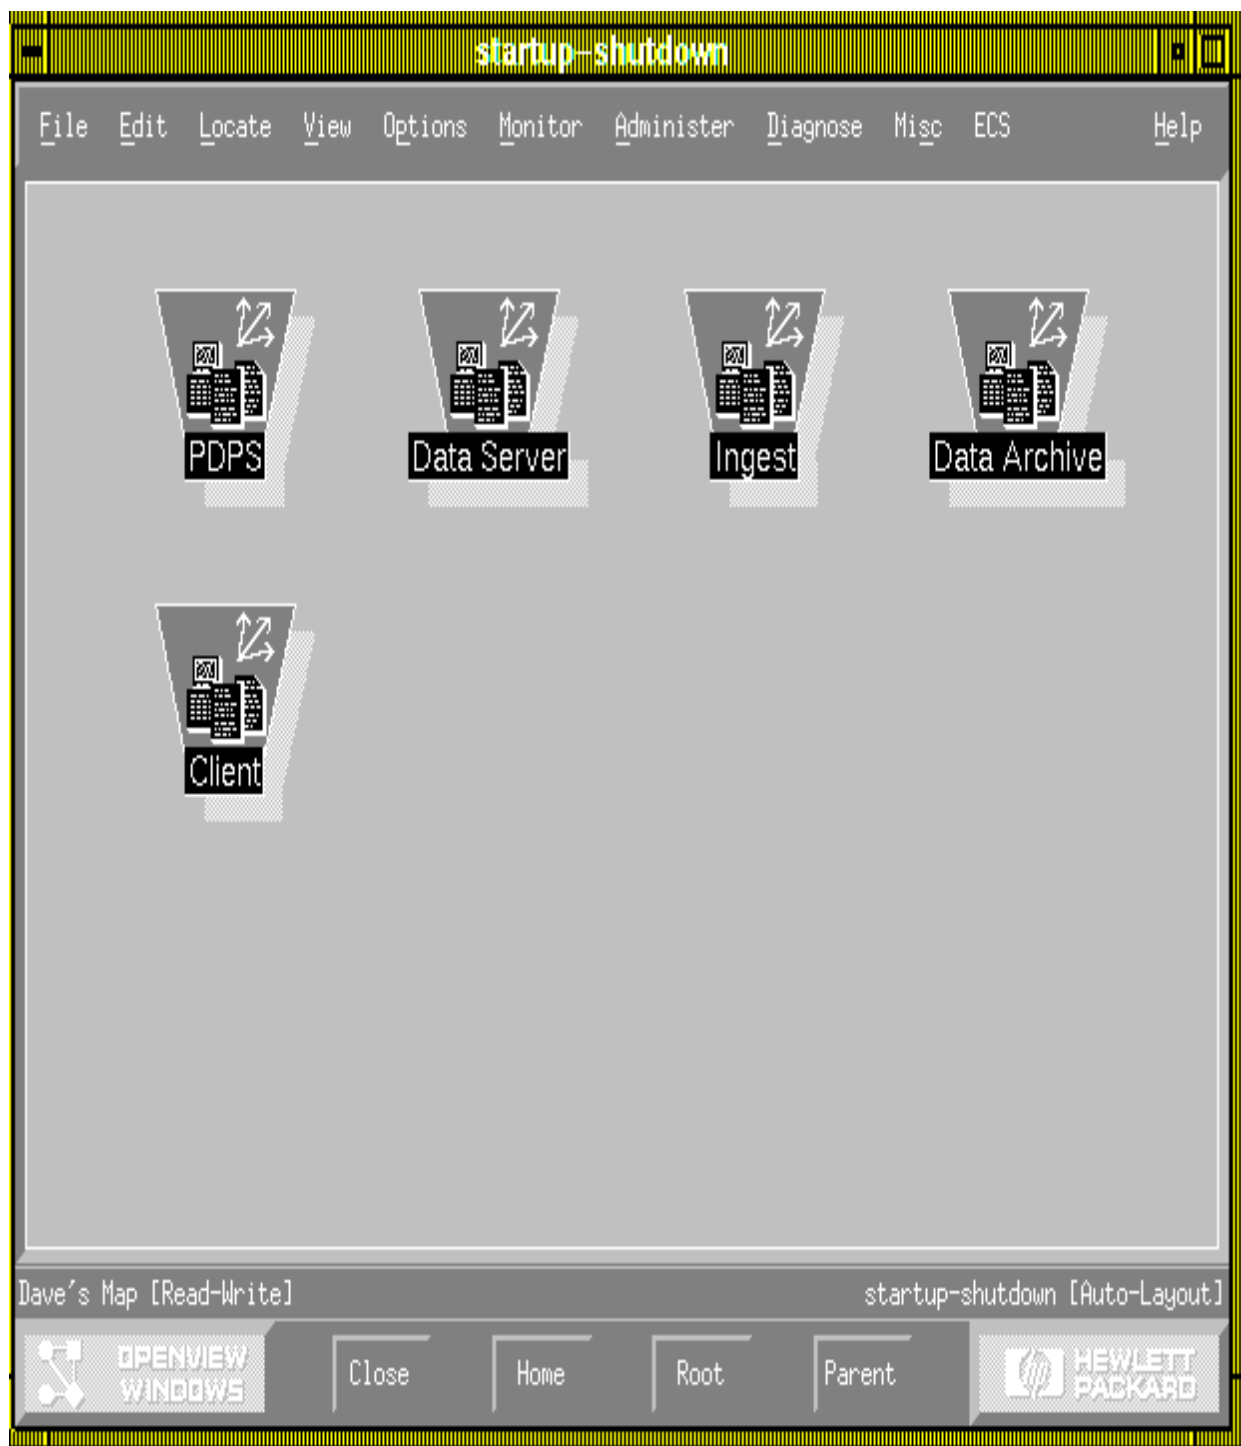 startup-shutdown
File Edit Locate View Options Monitor Administer Diagnose Misc ECS Help
PDPS Data Server Ingest Data Archive
Client
Dave's Map [Read-Write] startup-shutdown [Auto-Layout]
OPENVIEW
WINDOWS
Close Home Root Parent
hp
HEWLETT
PACKARD